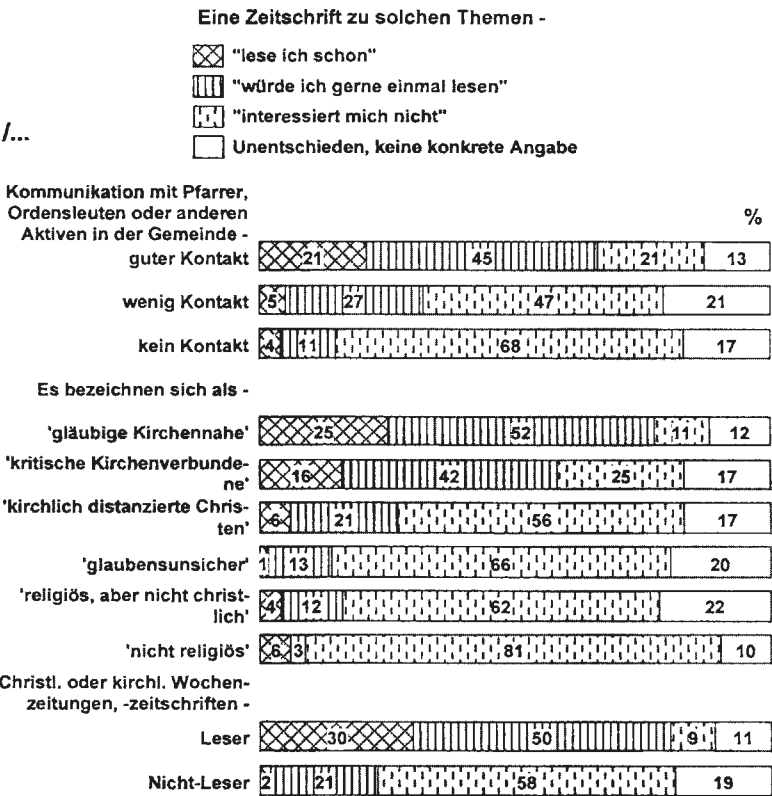 Eine Zeitschrift zu solchen Themen -
"lese ich schon"
"würde ich gerne einmal lesen"
"interessiert mich nicht"
/...
Unentschieden, keine konkrete Angabe
Kommunikation mit Pfarrer,
Ordensleuten oder anderen
Aktiven in der Gemeinde -
%
guter Kontakt 21 45 21 13
wenig Kontakt 5 27 47 21
kein Kontakt 4 11 68 17
Es bezeichnen sich als -
'gläubige Kirchennahe' 25 52 11 12
'kritische Kirchenverbunde-
ne' 16 42 25 17
'kirchlich distanzierte Chris-
ten' 6 21 56 17
'glaubensunsicher' 1 13 66 20
'religiös, aber nicht christ-
lich' 4 12 62 22
'nicht religiös' 6 3 81 10
Christl. oder kirchl. Wochen-
zeitungen, -zeitschriften -
Leser 30 50 9 11
Nicht-Leser 2 21 58 19